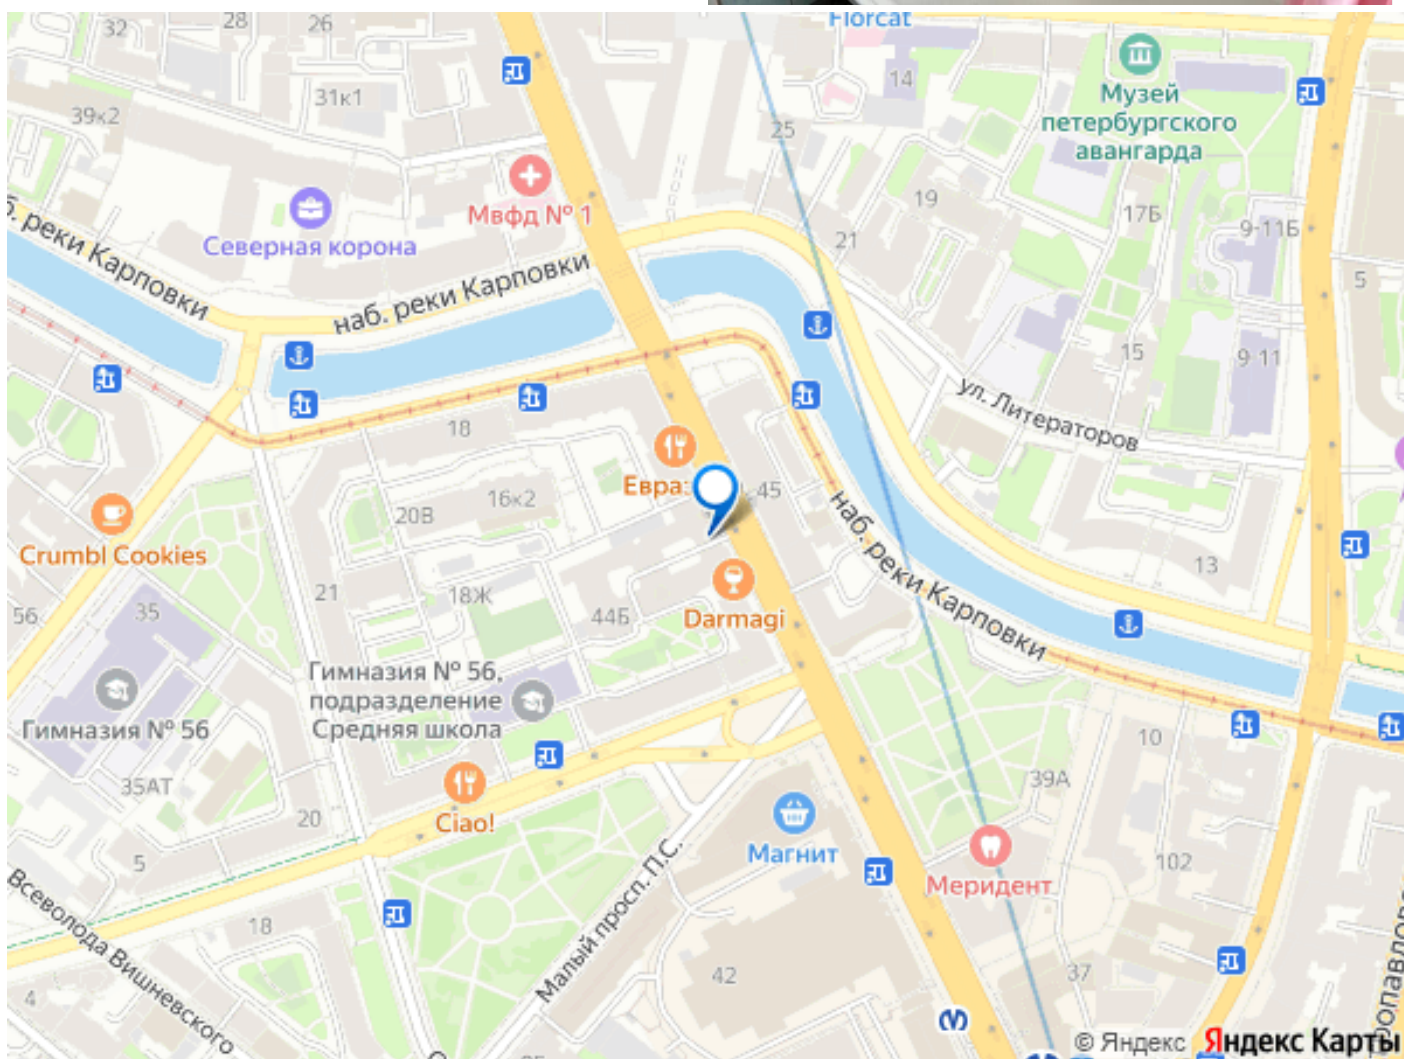 Florcat
32
28
26
31к1
39к2
14
25
Музей
петербургского
авангарда
Мвфд № 1
Северная корона
19
17Б
21
9-11Б
5
наб. реки Карповки
б. реки Карповки
15
9 11
ул. Литераторов
18
16к2
20В
Евра
45
Crumbl Cookies
наб. реки Карповки
13
56
35
21
18Ж
44Б
Darmagi
Гимназия № 56,
подразделение
Средняя школа
Гимназия № 56
10
35АТ
39А
20
Ciao!
Магнит
5
Меридент
102
Всеволода Вишневского
Малый просп. П.С.
18
42
37
4
© Яндекс Яндекс Карты